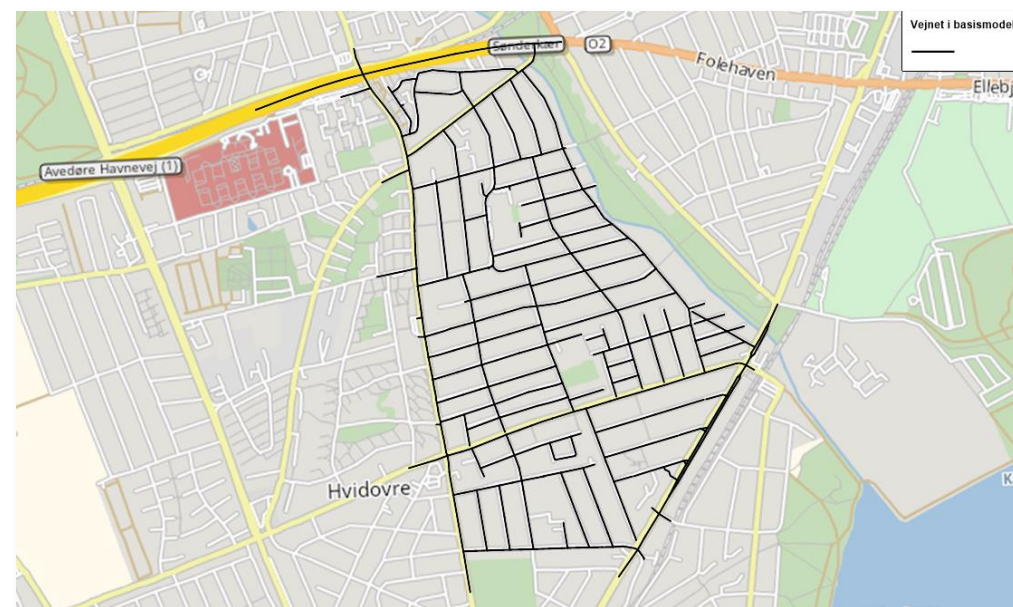 Vejnet i basismodel
Sønderkær
O2
Folehaven
Ellebj
Avedøre Havnevej (1)
Hvidovre
K